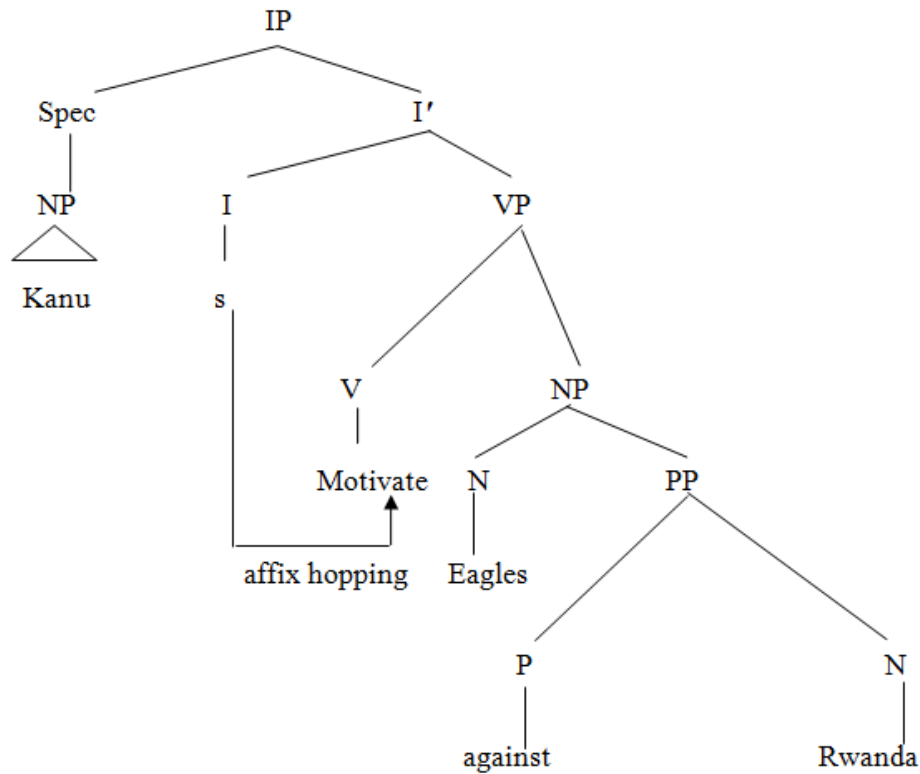 IP
Spec I′
NP I VP
Kanu s
V NP
Motivate N PP
affix hopping Eagles
P N
against Rwanda